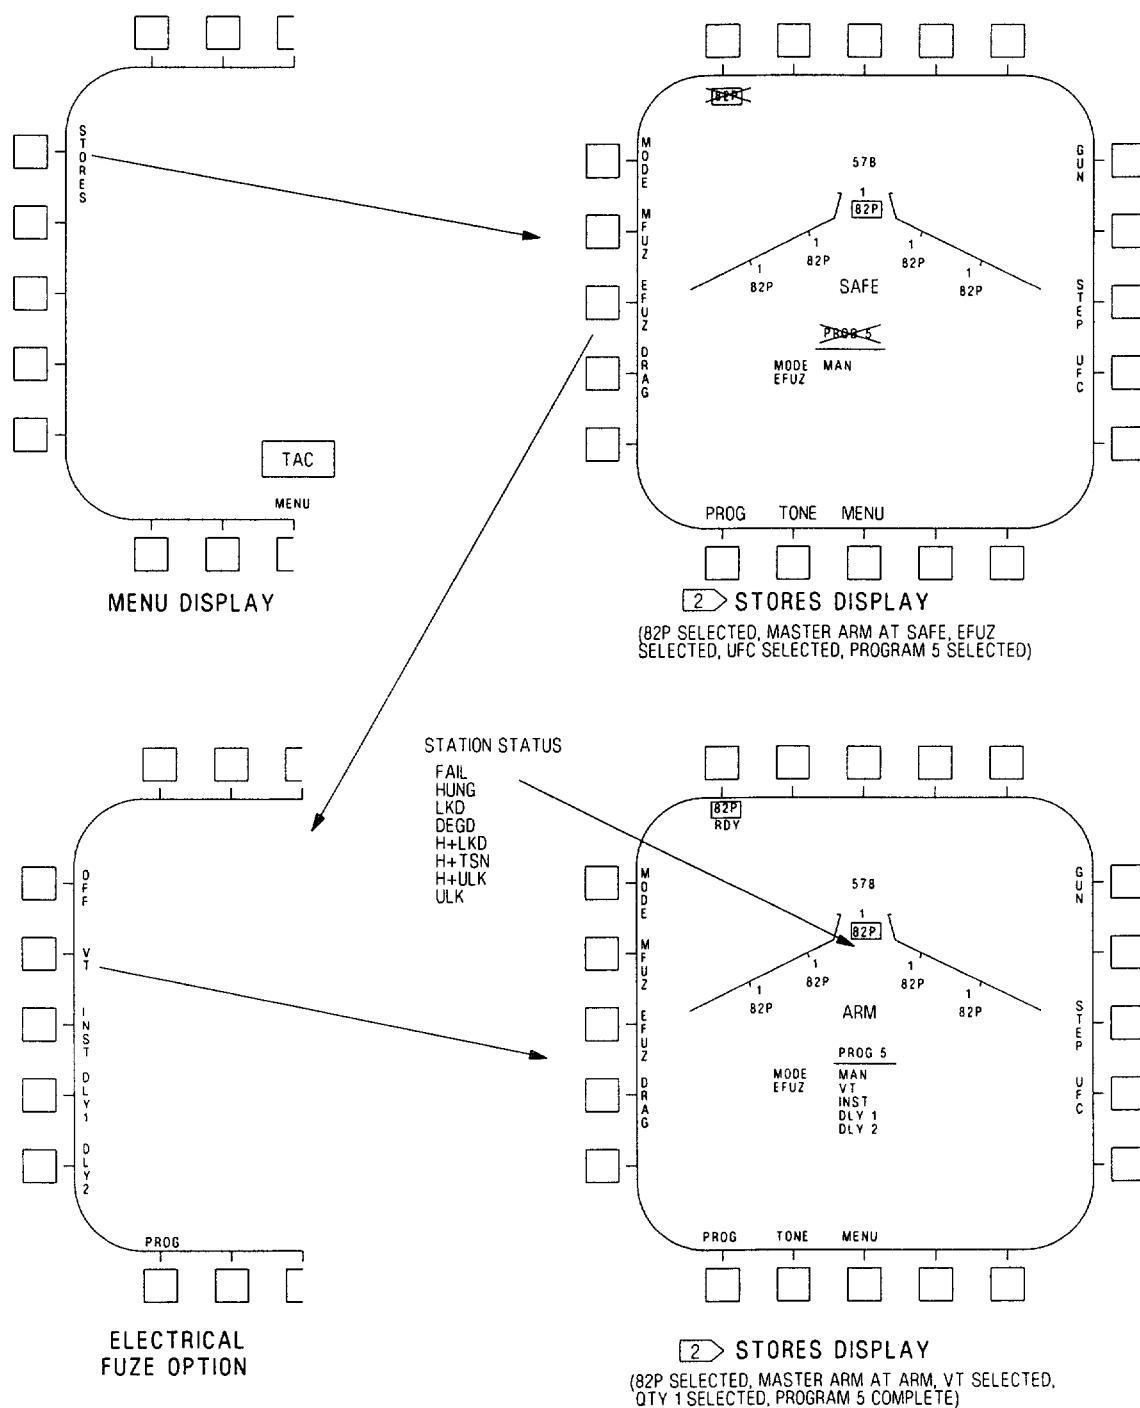 STORES
TAC
MENU
MENU DISPLAY
82P
MODE
MFUZ
EFUZ
DRAG
GUN
STEP
UFC
57B
1
82P
1
82P
1
82P
1
82P
1
82P
SAFE
PROG 5
MODE MAN
EFUZ
PROG TONE MENU
2 STORES DISPLAY
(82P SELECTED, MASTER ARM AT SAFE, EFUZ
SELECTED, UFC SELECTED, PROGRAM 5 SELECTED)
OFF
VT
INST
DLY1
DLY2
PROG
ELECTRICAL
FUZE OPTION
STATION STATUS
FAIL
HUNG
LKD
DEGD
H+LKD
H+TSN
H+ULK
ULK
82P
RDY
MODE
MFUZ
EFUZ
DRAG
GUN
STEP
UFC
57B
1
82P
1
82P
1
82P
1
82P
1
82P
ARM
PROG 5
MODE MAN
EFUZ VT
INST
DLY 1
DLY 2
PROG TONE MENU
2 STORES DISPLAY
(82P SELECTED, MASTER ARM AT ARM, VT SELECTED,
QTY 1 SELECTED, PROGRAM 5 COMPLETE)